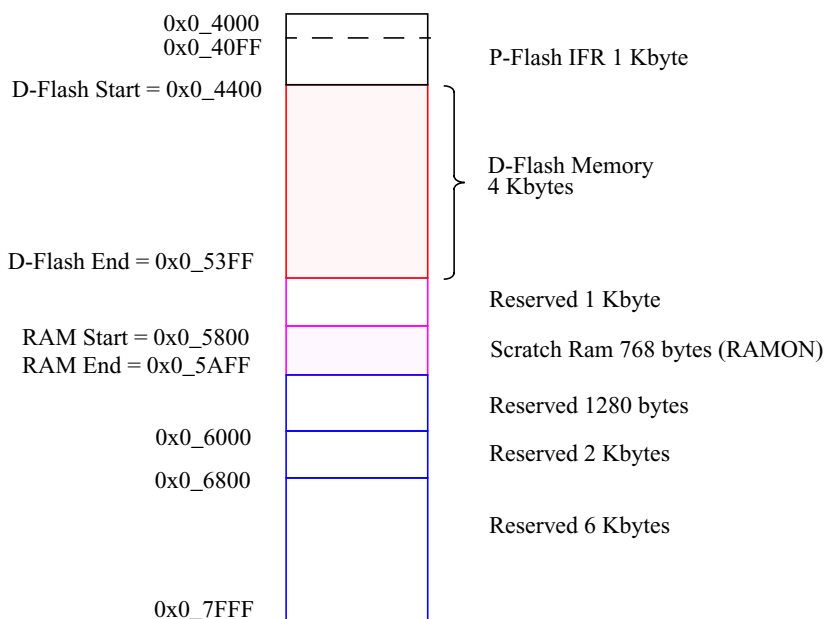 0x0_4000
0x0_40FF
P-Flash IFR 1 Kbyte
D-Flash Start = 0x0_4400
D-Flash Memory
4 Kbytes
D-Flash End = 0x0_53FF
Reserved 1 Kbyte
RAM Start = 0x0_5800
Scratch Ram 768 bytes (RAMON)
RAM End = 0x0_5AFF
Reserved 1280 bytes
0x0_6000
Reserved 2 Kbytes
0x0_6800
Reserved 6 Kbytes
0x0_7FFF